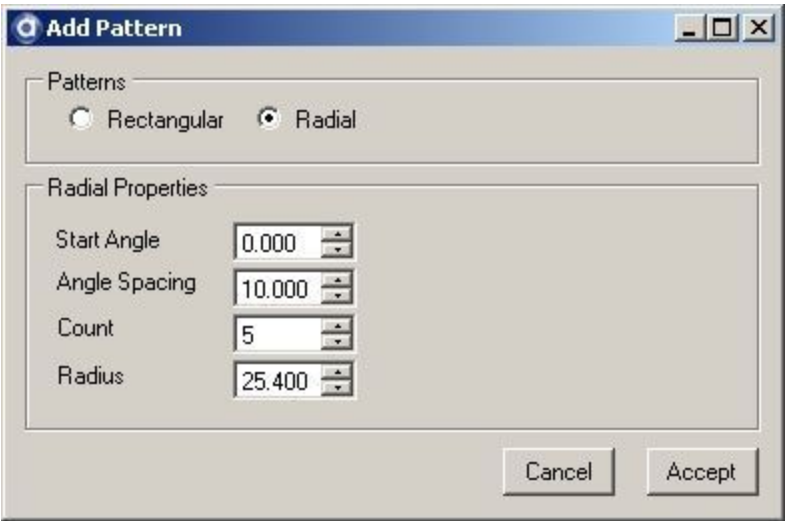 Add Pattern
Patterns
Rectangular Radial
Radial Properties
Start Angle 0.000
Angle Spacing 10.000
Count 5
Radius 25.400
Cancel Accept